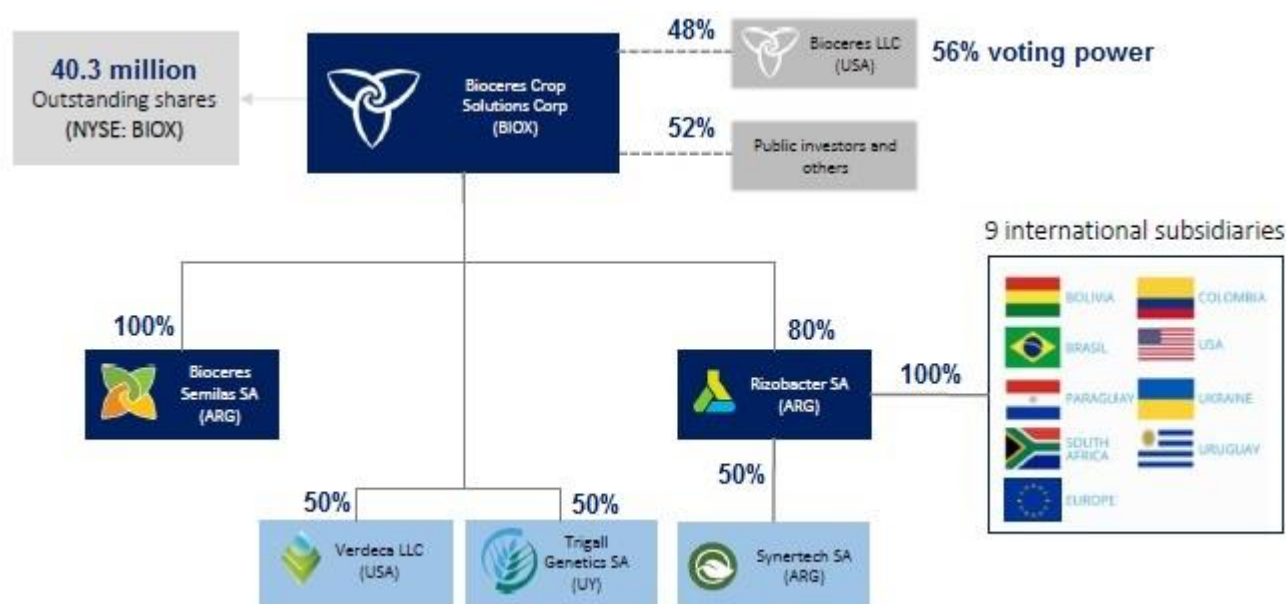 40.3 million
Outstanding shares
(NYSE: BIOX)
Bioceres Crop
Solutions Corp
(BIOX)
48%
Bioceres LLC
(USA)
56% voting power
52%
Public investors and
others
9 international subsidiaries
BOLIVIA
COLOMBIA
BRASIL
USA
PARAGUAY
UKRAINE
SOUTH
AFRICA
URUGUAY
EUROPE
100%
Bioceres
Semilas SA
(ARG)
80%
Rizobacter SA
(ARG)
100%
50%
Verdeca LLC
(USA)
50%
Trigall
Genetics SA
(UY)
50%
Synertech SA
(ARG)